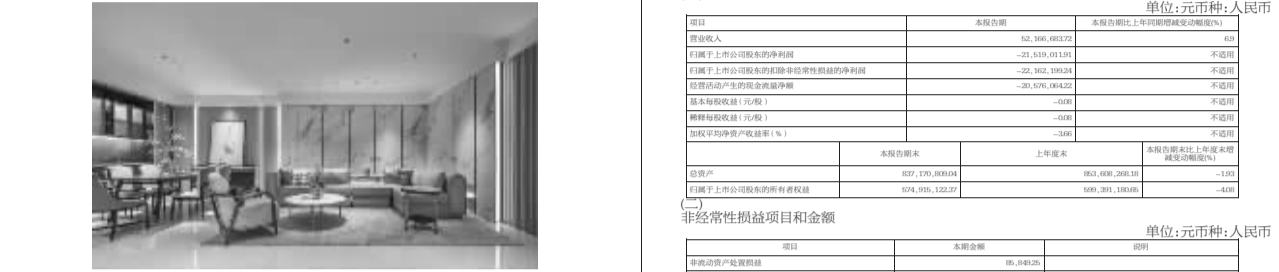 单位:元币种:人民币
项目 本报告期 本报告期比上年同期增减变动幅度(%)
营业收入 52,166,683.72 6.9
归属于上市公司股东的净利润 -21,519,011.91 不适用
归属于上市公司股东的扣除非经常性损益的净利润 -22,162,199.24 不适用
经营活动产生的现金流量净额 -20,576,064.22 不适用
基本每股收益(元/股) -0.08 不适用
稀释每股收益(元/股) -0.08 不适用
加权平均净资产收益率(%) -3.66 不适用
本报告期末 上年度末 本报告期末比上年度末增
减变动幅度(%)
总资产 837,170,809.04 853,608,268.18 -1.93
归属于上市公司股东的所有者权益 574,915,122.37 599,391,180.65 -4.08
(二)
非经常性损益项目和金额
单位:元币种:人民币
项目 本期金额 说明
非流动资产处置损益 85,849.25